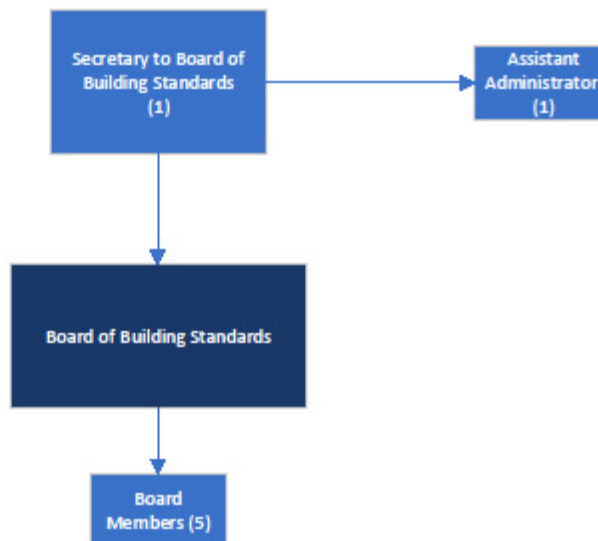 Secretary to Board of
Building Standards
(1)
Assistant
Administrator
(1)
Board of Building Standards
Board
Members (5)